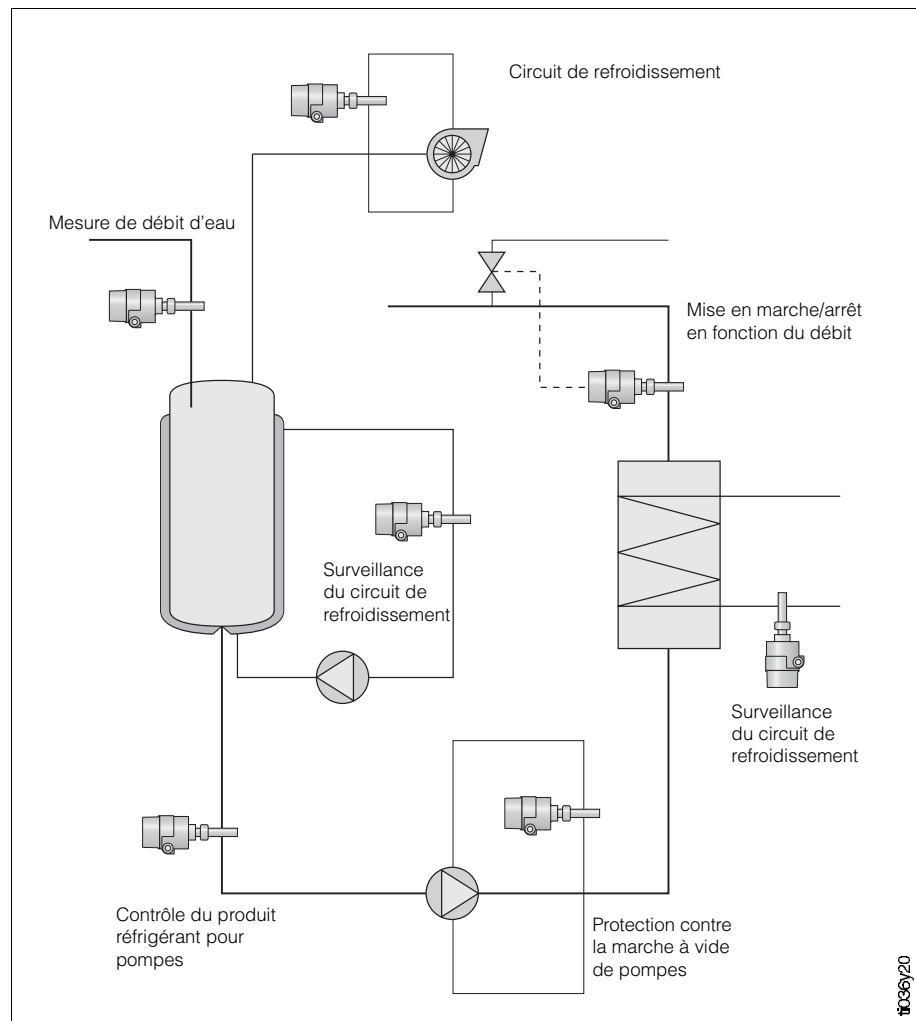 Circuit de refroidissement
Mesure de débit d'eau
Mise en marche/arrêt
en fonction du débit
Surveillance
du circuit de
refroidissement
Surveillance
du circuit de
refroidissement
Contrôle du produit
réfrigérant pour
pompes
Protection contre
la marche à vide
de pompes
ti036y20